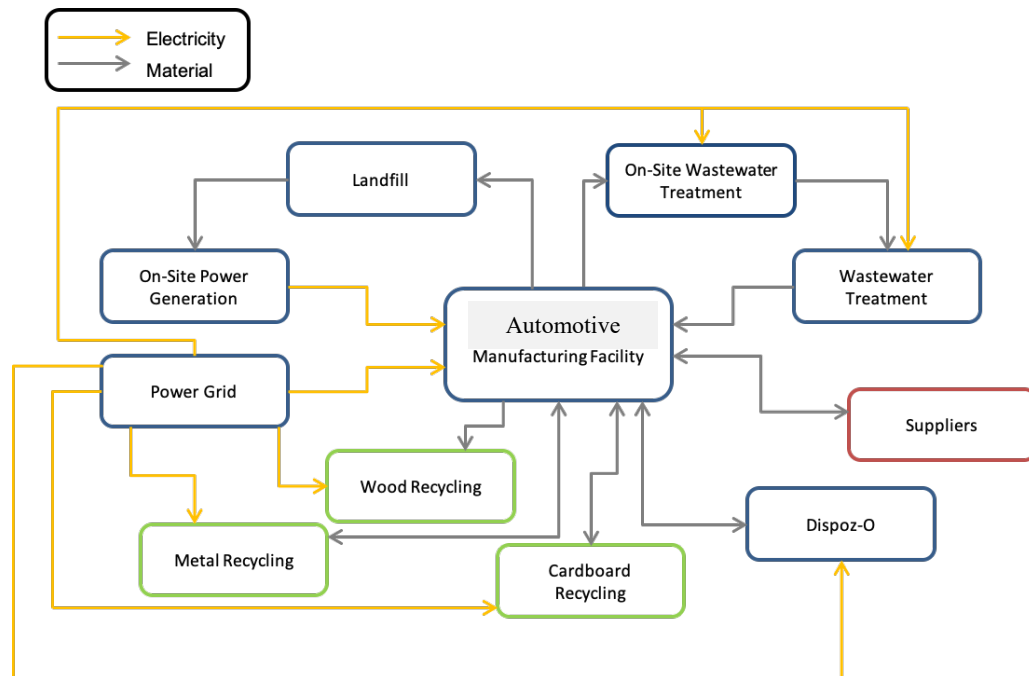 Electricity
Material
Landfill
On-Site Wastewater
Treatment
On-Site Power
Generation
Wastewater
Treatment
Automotive
Manufacturing Facility
Power Grid
Suppliers
Wood Recycling
Dispoz-O
Metal Recycling
Cardboard
Recycling